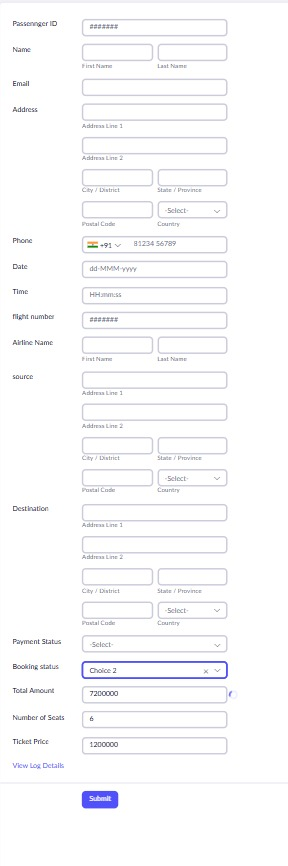 Passennger ID
#######
Name
First Name Last Name
Email
Address
Address Line 1
Address Line 2
City / District State / Province
-Select-
Postal Code Country
Phone
+91 81234 56789
Date
dd-MMM-yyyy
Time
HH:mm:ss
flight number
#######
Airline Name
First Name Last Name
source
Address Line 1
Address Line 2
City / District State / Province
-Select-
Postal Code Country
Destination
Address Line 1
Address Line 2
City / District State / Province
-Select-
Postal Code Country
Payment Status
-Select-
Booking status
Choice 2
Total Amount
7200000
Number of Seats
6
Ticket Price
1200000
View Log Details
Submit